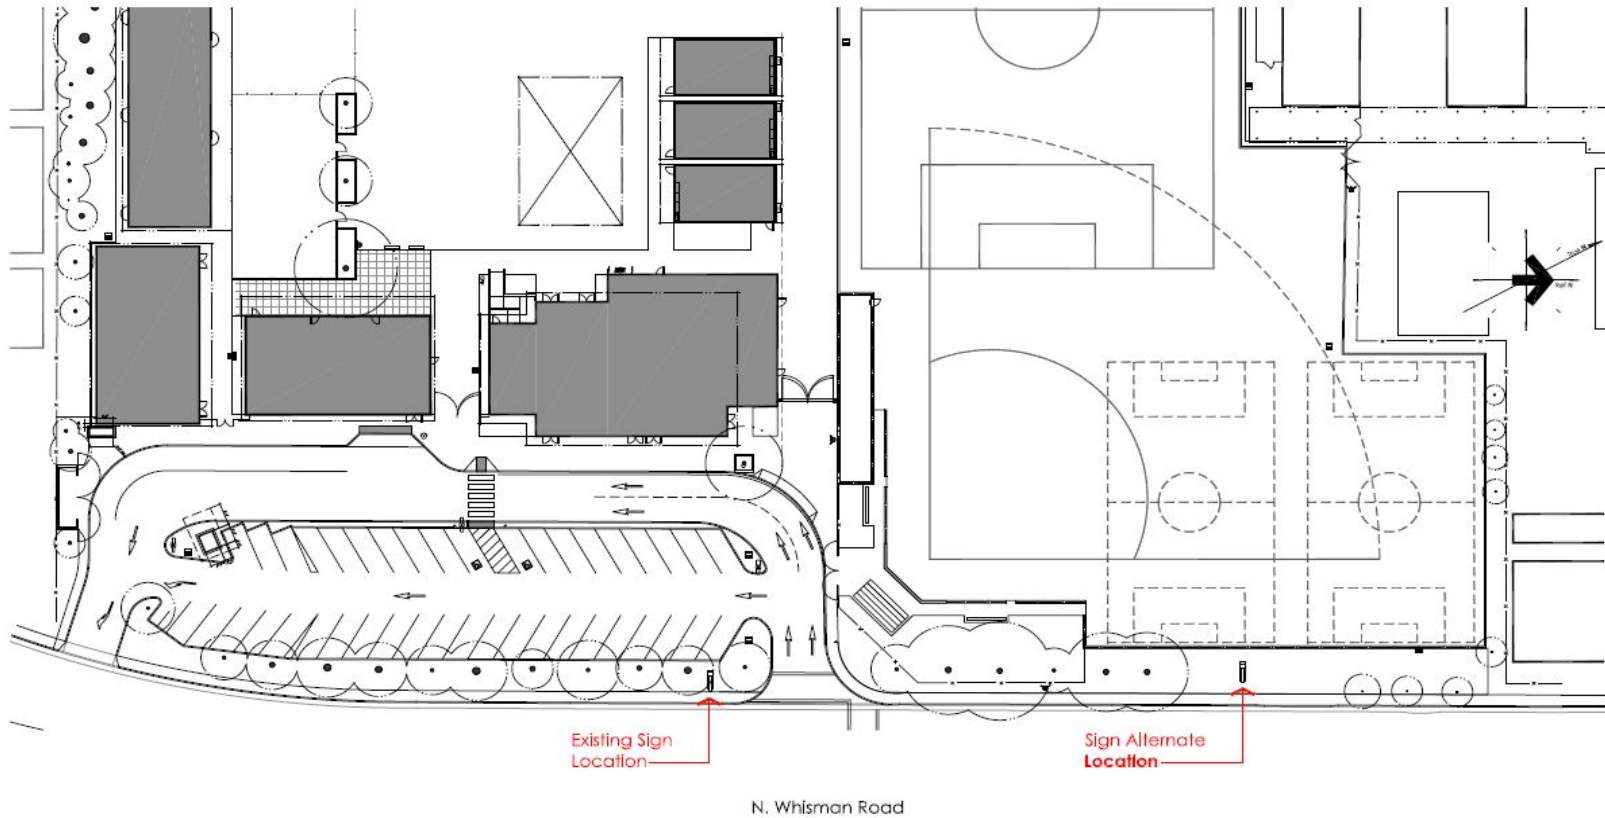 Existing Sign
Location
Sign Alternate
Location
N. Whisman Road